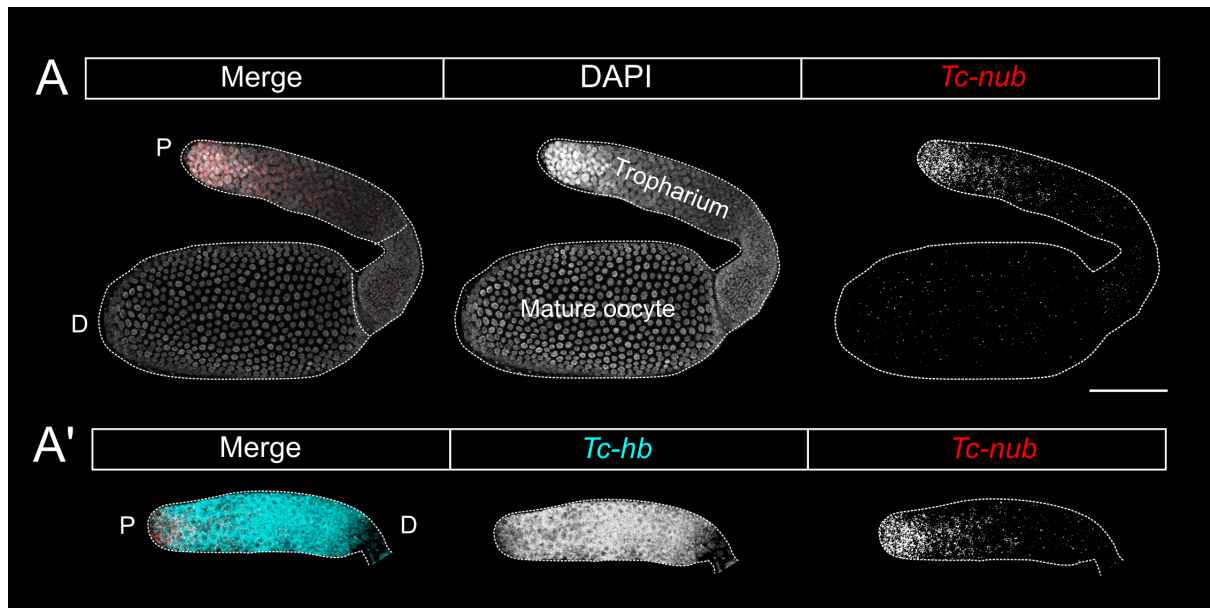 A
Merge
DAPI
Tc-nub
P
Tropharium
Mature oocyte
D
A'
Merge
Tc-hb
Tc-nub
P
D